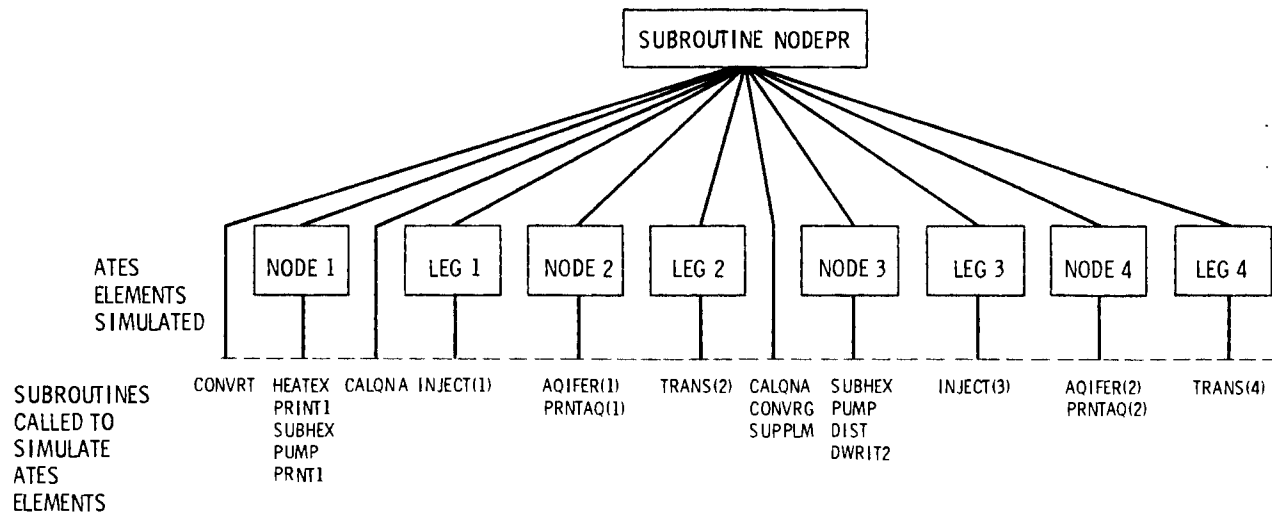 SUBROUTINE NODEPR
ATES
ELEMENTS
SIMULATED
NODE 1
LEG 1
NODE 2
LEG 2
NODE 3
LEG 3
NODE 4
LEG 4
SUBROUTINES
CALLED TO
SIMULATE
ATES
ELEMENTS
CONVRT
HEATEX
PRINT1
SUBHEX
PUMP
PRNT1
CALQNA
INJECT(1)
AQIFER(1)
PRNTAQ(1)
TRANS(2)
CALQNA
CONVRG
SUPPLM
SUBHEX
PUMP
DIST
DWRIT2
INJECT(3)
AQIFER(2)
PRNTAQ(2)
TRANS(4)